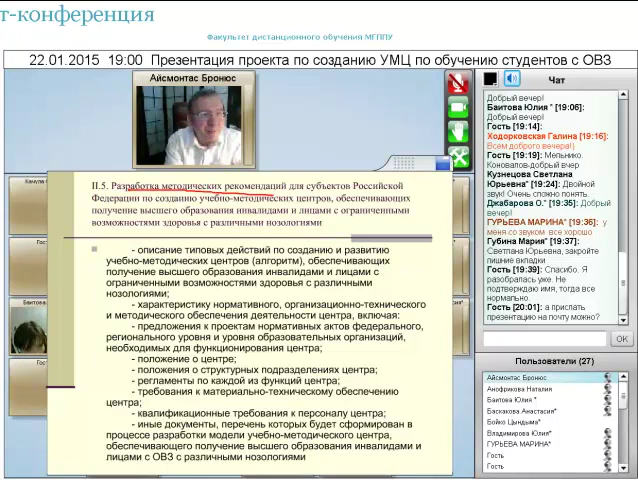 т-конференция
Факультет дистанционного обучения МГППУ
22.01.2015 19:00 Презентация проекта по созданию УМЦ по обучению студентов с ОВЗ
Айсмонтас Бронюс
II.5. Разработка методических рекомендаций для субъектов Российской
Федерации по созданию учебно-методических центров, обеспечивающих
получение высшего образования инвалидами и лицами с ограниченными
возможностями здоровья с различными нозологиями
- описание типовых действий по созданию и развитию
учебно-методических центров (алгоритм), обеспечивающих
получение высшего образования инвалидами и лицами с
ограниченными возможностями здоровья с различными
нозологиями;
- характеристику нормативного, организационно-технического
и методического обеспечения деятельности центра, включая:
- предложения к проектам нормативных актов федерального,
регионального уровня и уровня образовательных организаций,
необходимых для функционирования центра;
- положение о центре;
- положения о структурных подразделениях центра;
- регламенты по каждой из функций центра;
- требования к материально-техническому обеспечению
центра;
- квалификационные требования к персоналу центра;
- иные документы, перечень которых будет сформирован в
процессе разработки модели учебно-методического центра,
обеспечивающего получение высшего образования инвалидами и
лицами с ОВЗ с различными нозологиями
Гост
Гост
Чат
Добрый вечер!
Баитова Юлия * [19:06]:
Добрый вечер!
Гость [19:14]:
Ходорковская Галина [19:16]:
Всем доброго вечера!)
Гость [19:19]: Мельнико.
Коновалов-добрый вечер
Кузнецова Светлана
Юрьевна* [19:24]: Двойной
звук! Очень сложно понять.
Джабарова О.* [19:35]: Добрый
вечер!
ГУРЬЕВА МАРИНА* [19:36]: у
меня со звуком все хорошо
Губина Мария* [19:37]:
Светлана Юрьевна, закройте
лишние вкладки
Гость [19:39]: Спасибо. Я
разобралась уже. Не
подтверждаю имя, тогда все
нормально.
Гость [20:01]: а прислать
презентацию на почту можно?
OK
Пользователи (27)
Айсмонтас Бронюс
Анофрикова Наталия
Баитова Юлия *
Баскакова Анастасия*
Бойко Цындыма*
Владимирова Юлия*
ГУРЬЕВА МАРИНА*
Гость
Гость